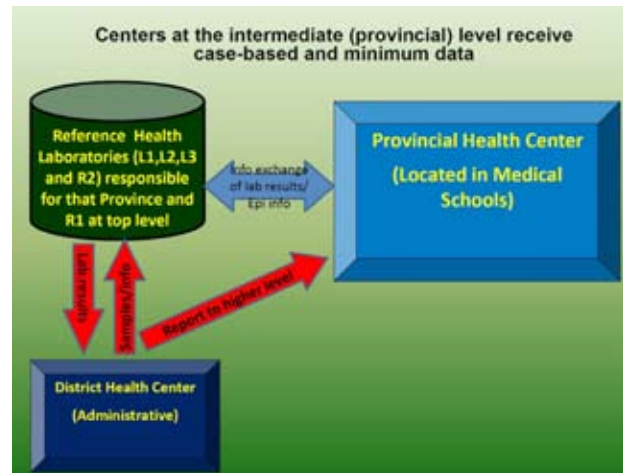 Centers at the intermediate (provincial) level receive
case-based and minimum data
Reference Health
Laboratories (L1,L2,L3
and R2) responsible
for that Province and
R1 at top level
Info exchange
of lab results/
Epi info
Provincial Health Center
(Located in Medical
Schools)
Lab results
Samples/info
Report to higher level
District Health Center
(Administrative)